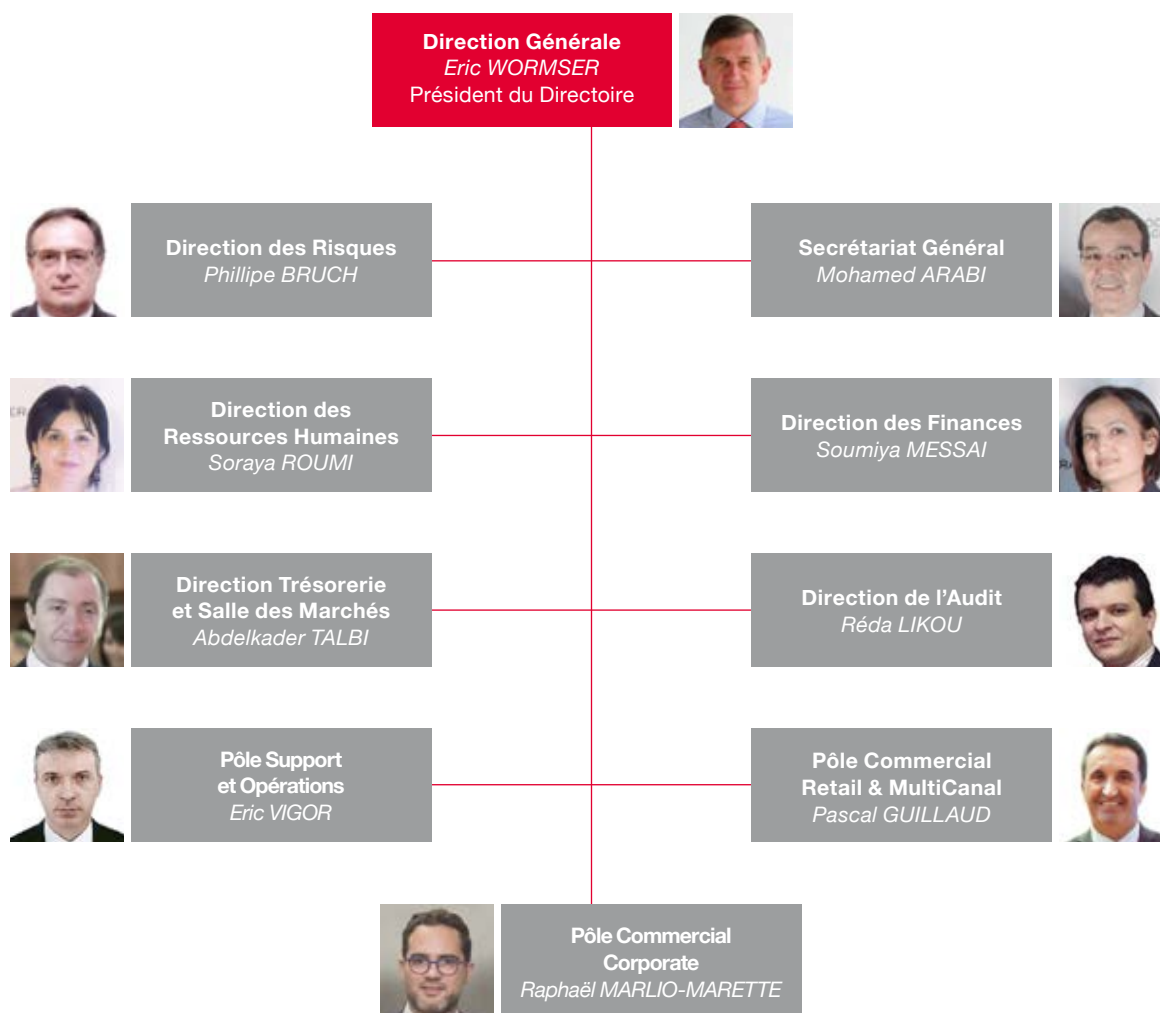 Direction Générale
Eric WORMSER
Président du Directoire
Direction des Risques
Phillipe BRUCH
Secrétariat Général
Mohamed ARABI
Direction des
Ressources Humaines
Soraya ROUMI
Direction des Finances
Soumiya MESSAI
Direction Trésorerie
et Salle des Marchés
Abdelkader TALBI
Direction de l’Audit
Réda LIKOU
Pôle Support
et Opérations
Eric VIGOR
Pôle Commercial
Retail & MultiCanal
Pascal GUILLAUD
Pôle Commercial
Corporate
Raphaël MARLIO-MARETTE